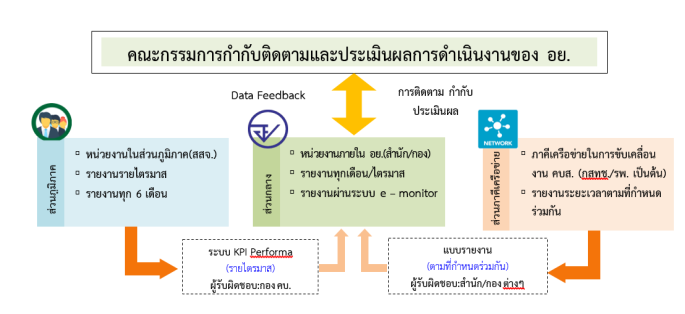 คณะกรรมการกำกับติดตามและประเมินผลการดำเนินงานของ อย.
Data Feedback
การติดตาม กำกับ
ประเมินผล
NETWORK
ส่วนภูมิภาค
▫ หน่วยงานในส่วนภูมิภาค(สสจ.)
▫ รายงานรายไตรมาส
▫ รายงานทุก 6 เดือน
ส่วนกลาง
▫ หน่วยงานภายใน อย.(สำนัก/กอง)
▫ รายงานทุกเดือน/ไตรมาส
▫ รายงานผ่านระบบ e – monitor
ส่วนภาคีเครือข่าย
▫ ภาคีเครือข่ายในการขับเคลื่อน
งาน คบส. (กสทช./รพ. เป็นต้น)
▫ รายงานระยะเวลาตามที่กำหนด
ร่วมกัน
ระบบ KPI Performa
(รายไตรมาส)
ผู้รับผิดชอบ:กอง คบ.
แบบรายงาน
(ตามที่กำหนดร่วมกัน)
ผู้รับผิดชอบ:สำนัก/กอง ต่างๆ